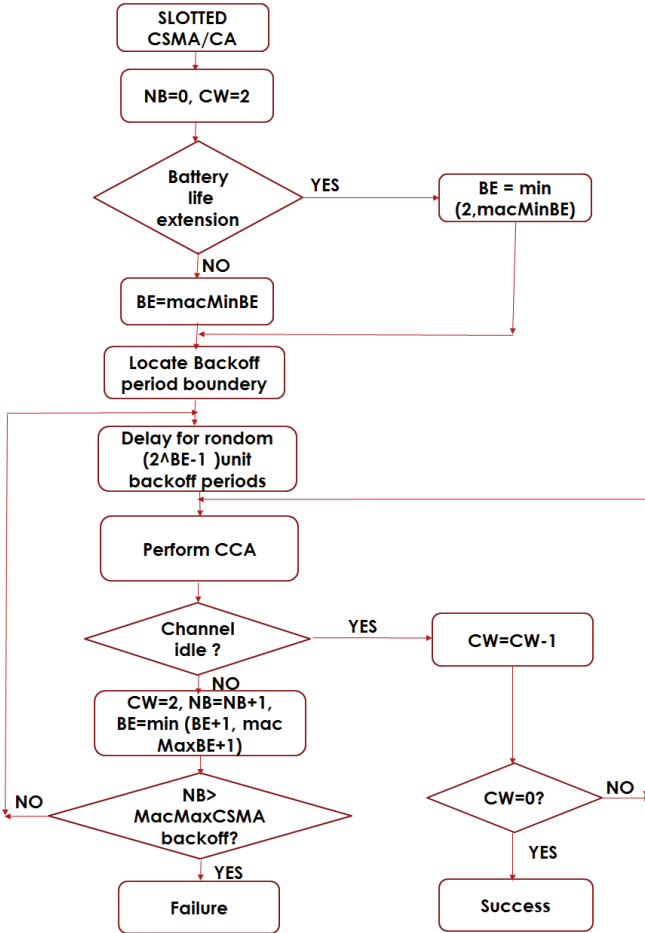 SLOTTED
CSMA/CA
NB=0, CW=2
Battery
life
extension
YES
BE = min
(2,macMinBE)
NO
BE=macMinBE
Locate Backoff
period boundery
Delay for rondom
(2^BE-1 )unit
backoff periods
Perform CCA
Channel
idle ?
YES
CW=CW-1
NO
CW=2, NB=NB+1,
BE=min (BE+1, mac
MaxBE+1)
NO
NB>
MacMaxCSMA
backoff?
CW=0?
NO
YES
YES
Failure
Success